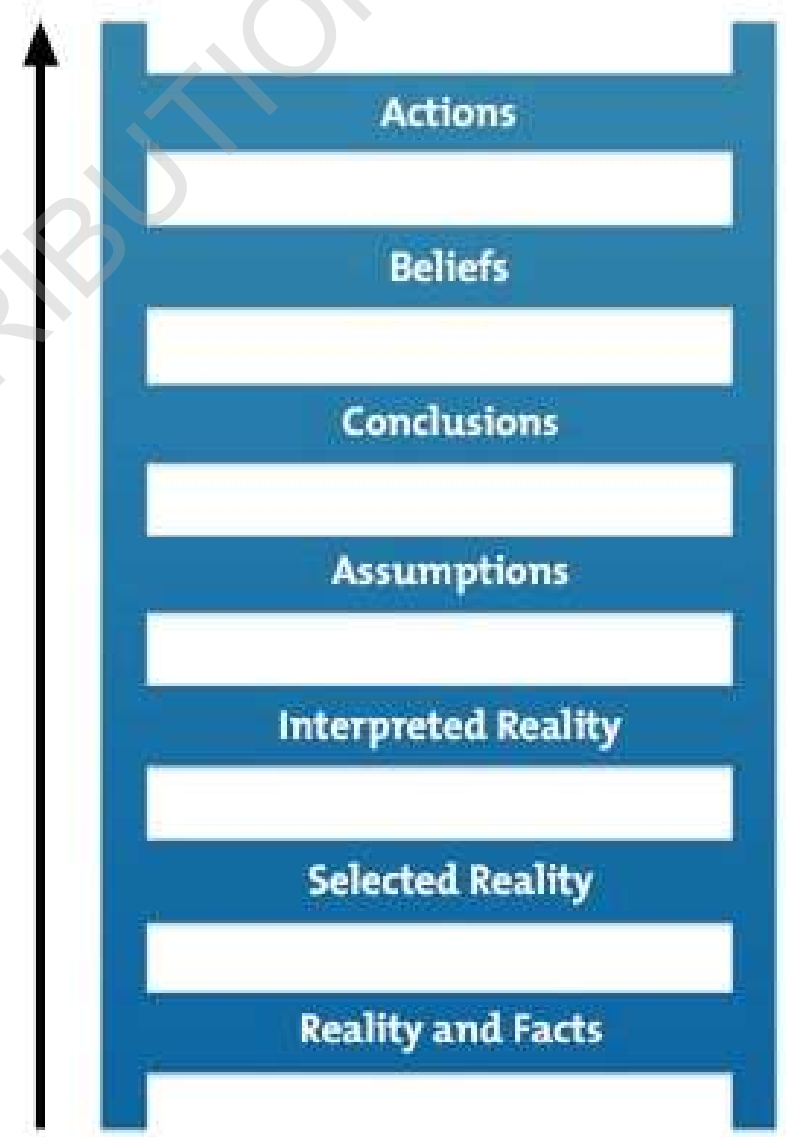 Actions
Beliefs
Conclusions
Assumptions
Interpreted Reality
Selected Reality
Reality and Facts